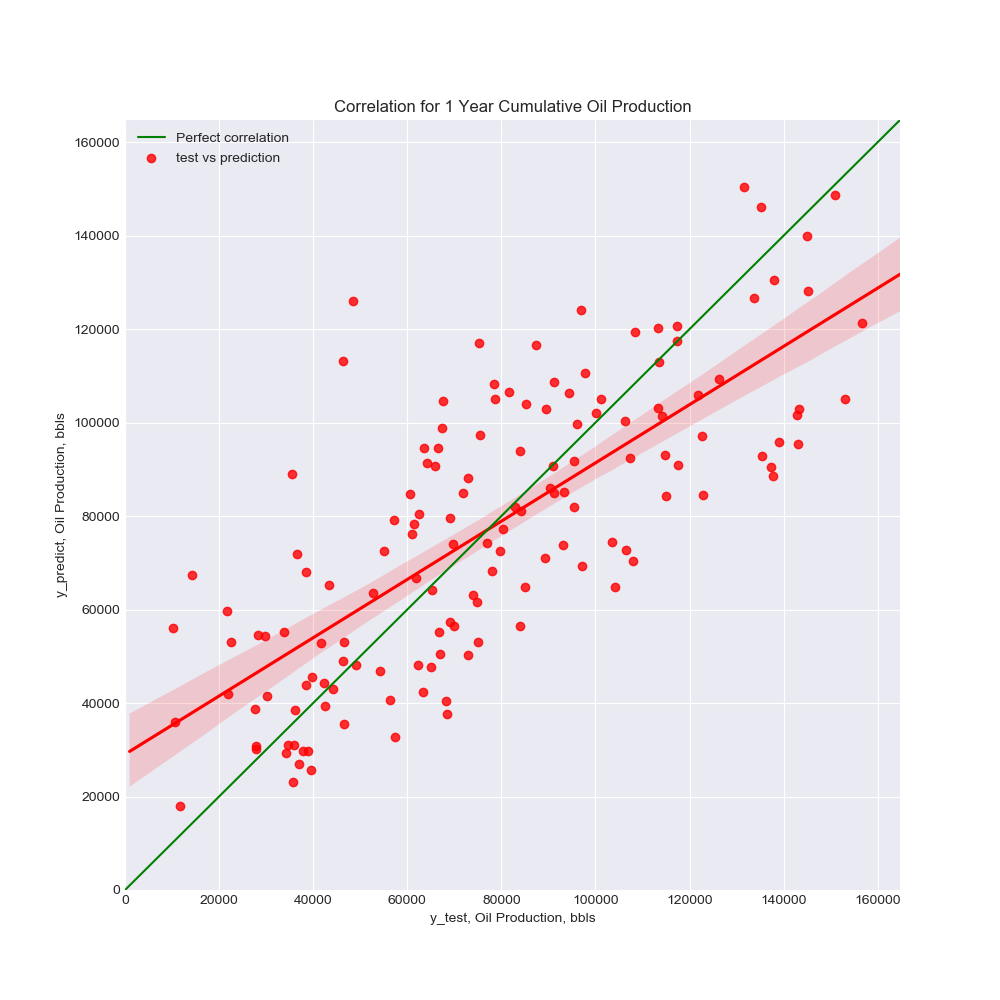 Correlation for 1 Year Cumulative Oil Production
Perfect correlation
test vs prediction
160000
140000
120000
100000
80000
60000
40000
20000
0
y_predict, Oil Production, bbls
0 20000 40000 60000 80000 100000 120000 140000 160000
y_test, Oil Production, bbls